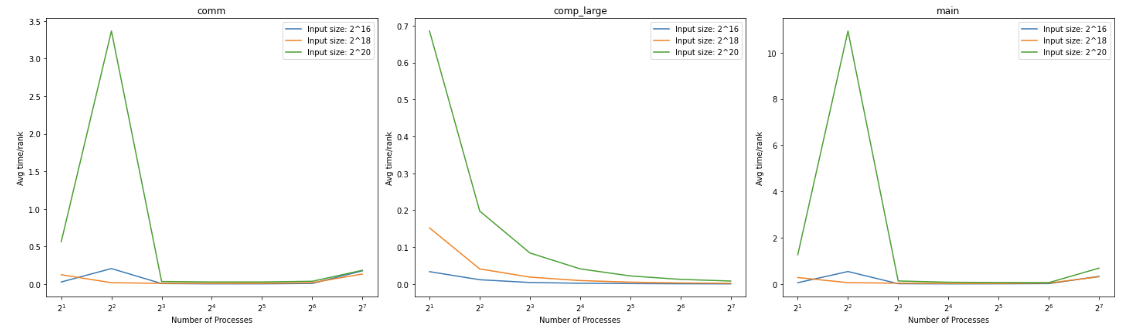 comm
Avg time/rank
3.5
3.0
2.5
2.0
1.5
1.0
0.5
0.0
Input size: 2^16
Input size: 2^18
Input size: 2^20
2^1 2^2 2^3 2^4 2^5 2^6 2^7
Number of Processes
comp_large
Avg time/rank
0.7
0.6
0.5
0.4
0.3
0.2
0.1
0.0
Input size: 2^16
Input size: 2^18
Input size: 2^20
2^1 2^2 2^3 2^4 2^5 2^6 2^7
Number of Processes
main
Avg time/rank
10
8
6
4
2
0
Input size: 2^16
Input size: 2^18
Input size: 2^20
2^1 2^2 2^3 2^4 2^5 2^6 2^7
Number of Processes